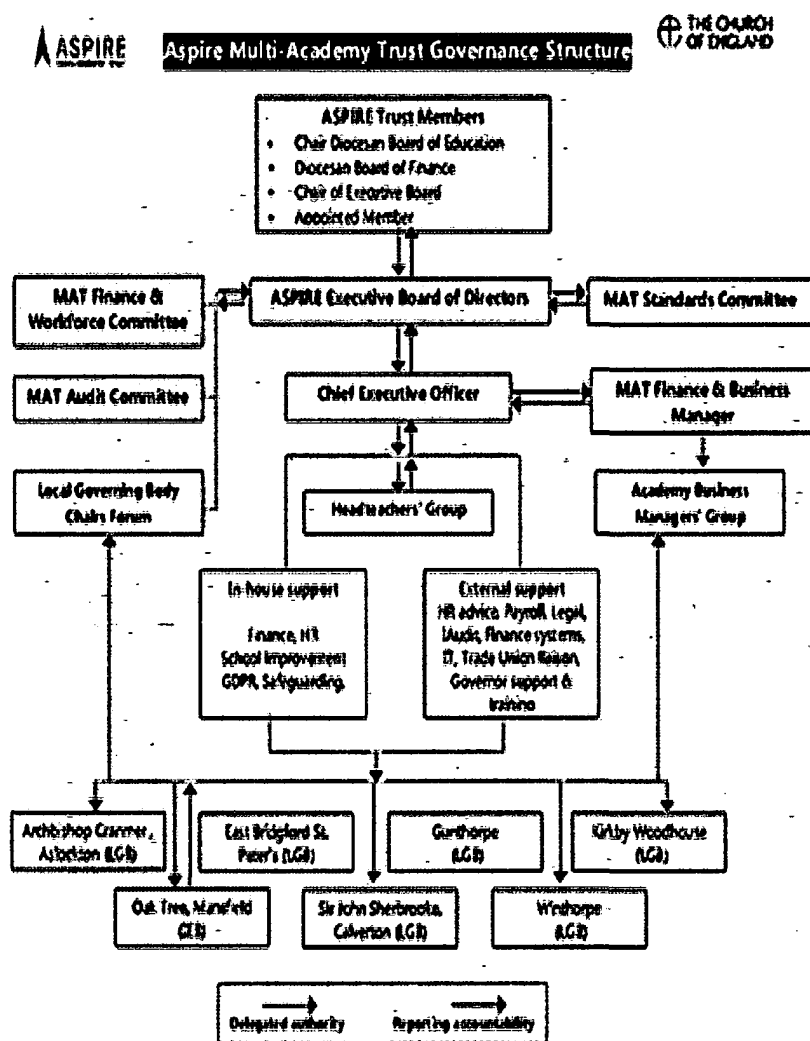 ASPIRE
Aspire Multi-Academy Trust Governance Structure
THE CHURCH
OF ENGLAND
ASPIRE Trust Members
• Chair Diocesan Board of Education
• Diocesan Board of Finance
• Chair of Executive Board
• Appointed Member
MAT Finance &
Workforce Committee
ASPIRE Executive Board of Directors
MAT Standards Committee
MAT Audit Committee
Chief Executive Officer
MAT Finance & Business
Manager
Local Governing Body
Chairs Forum
Headteachers' Group
Academy Business
Managers' Group
In-house support
Finance, HR
School Improvement
GDPR, Safeguarding,
External support
HR advice, Payroll, Legal,
Finance systems,
IT, Trade Union liaison,
Governor support &
training
Archbishop Cranmer,
Aslockton (LGB)
East Bridgford St.
Peter's (LGB)
Gunthorpe
(LGB)
Kirkby Woodhouse
(LGB)
Oak Tree, Mansfield
Sir John Sherbrooke,
Calverton (LGB)
Winthorpe
(LGB)
Delegated authority
Reporting accountability